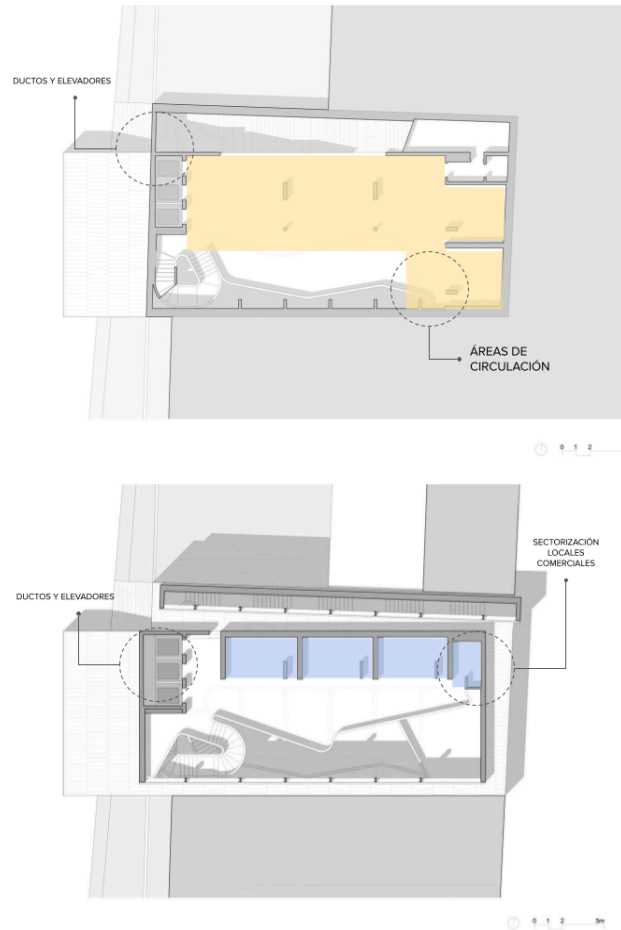 DUCTOS Y ELEVADORES
ÁREAS DE
CIRCULACIÓN
0 1 2
SECTORIZACIÓN
LOCALES
COMERCIALES
DUCTOS Y ELEVADORES
0 1 2 5m